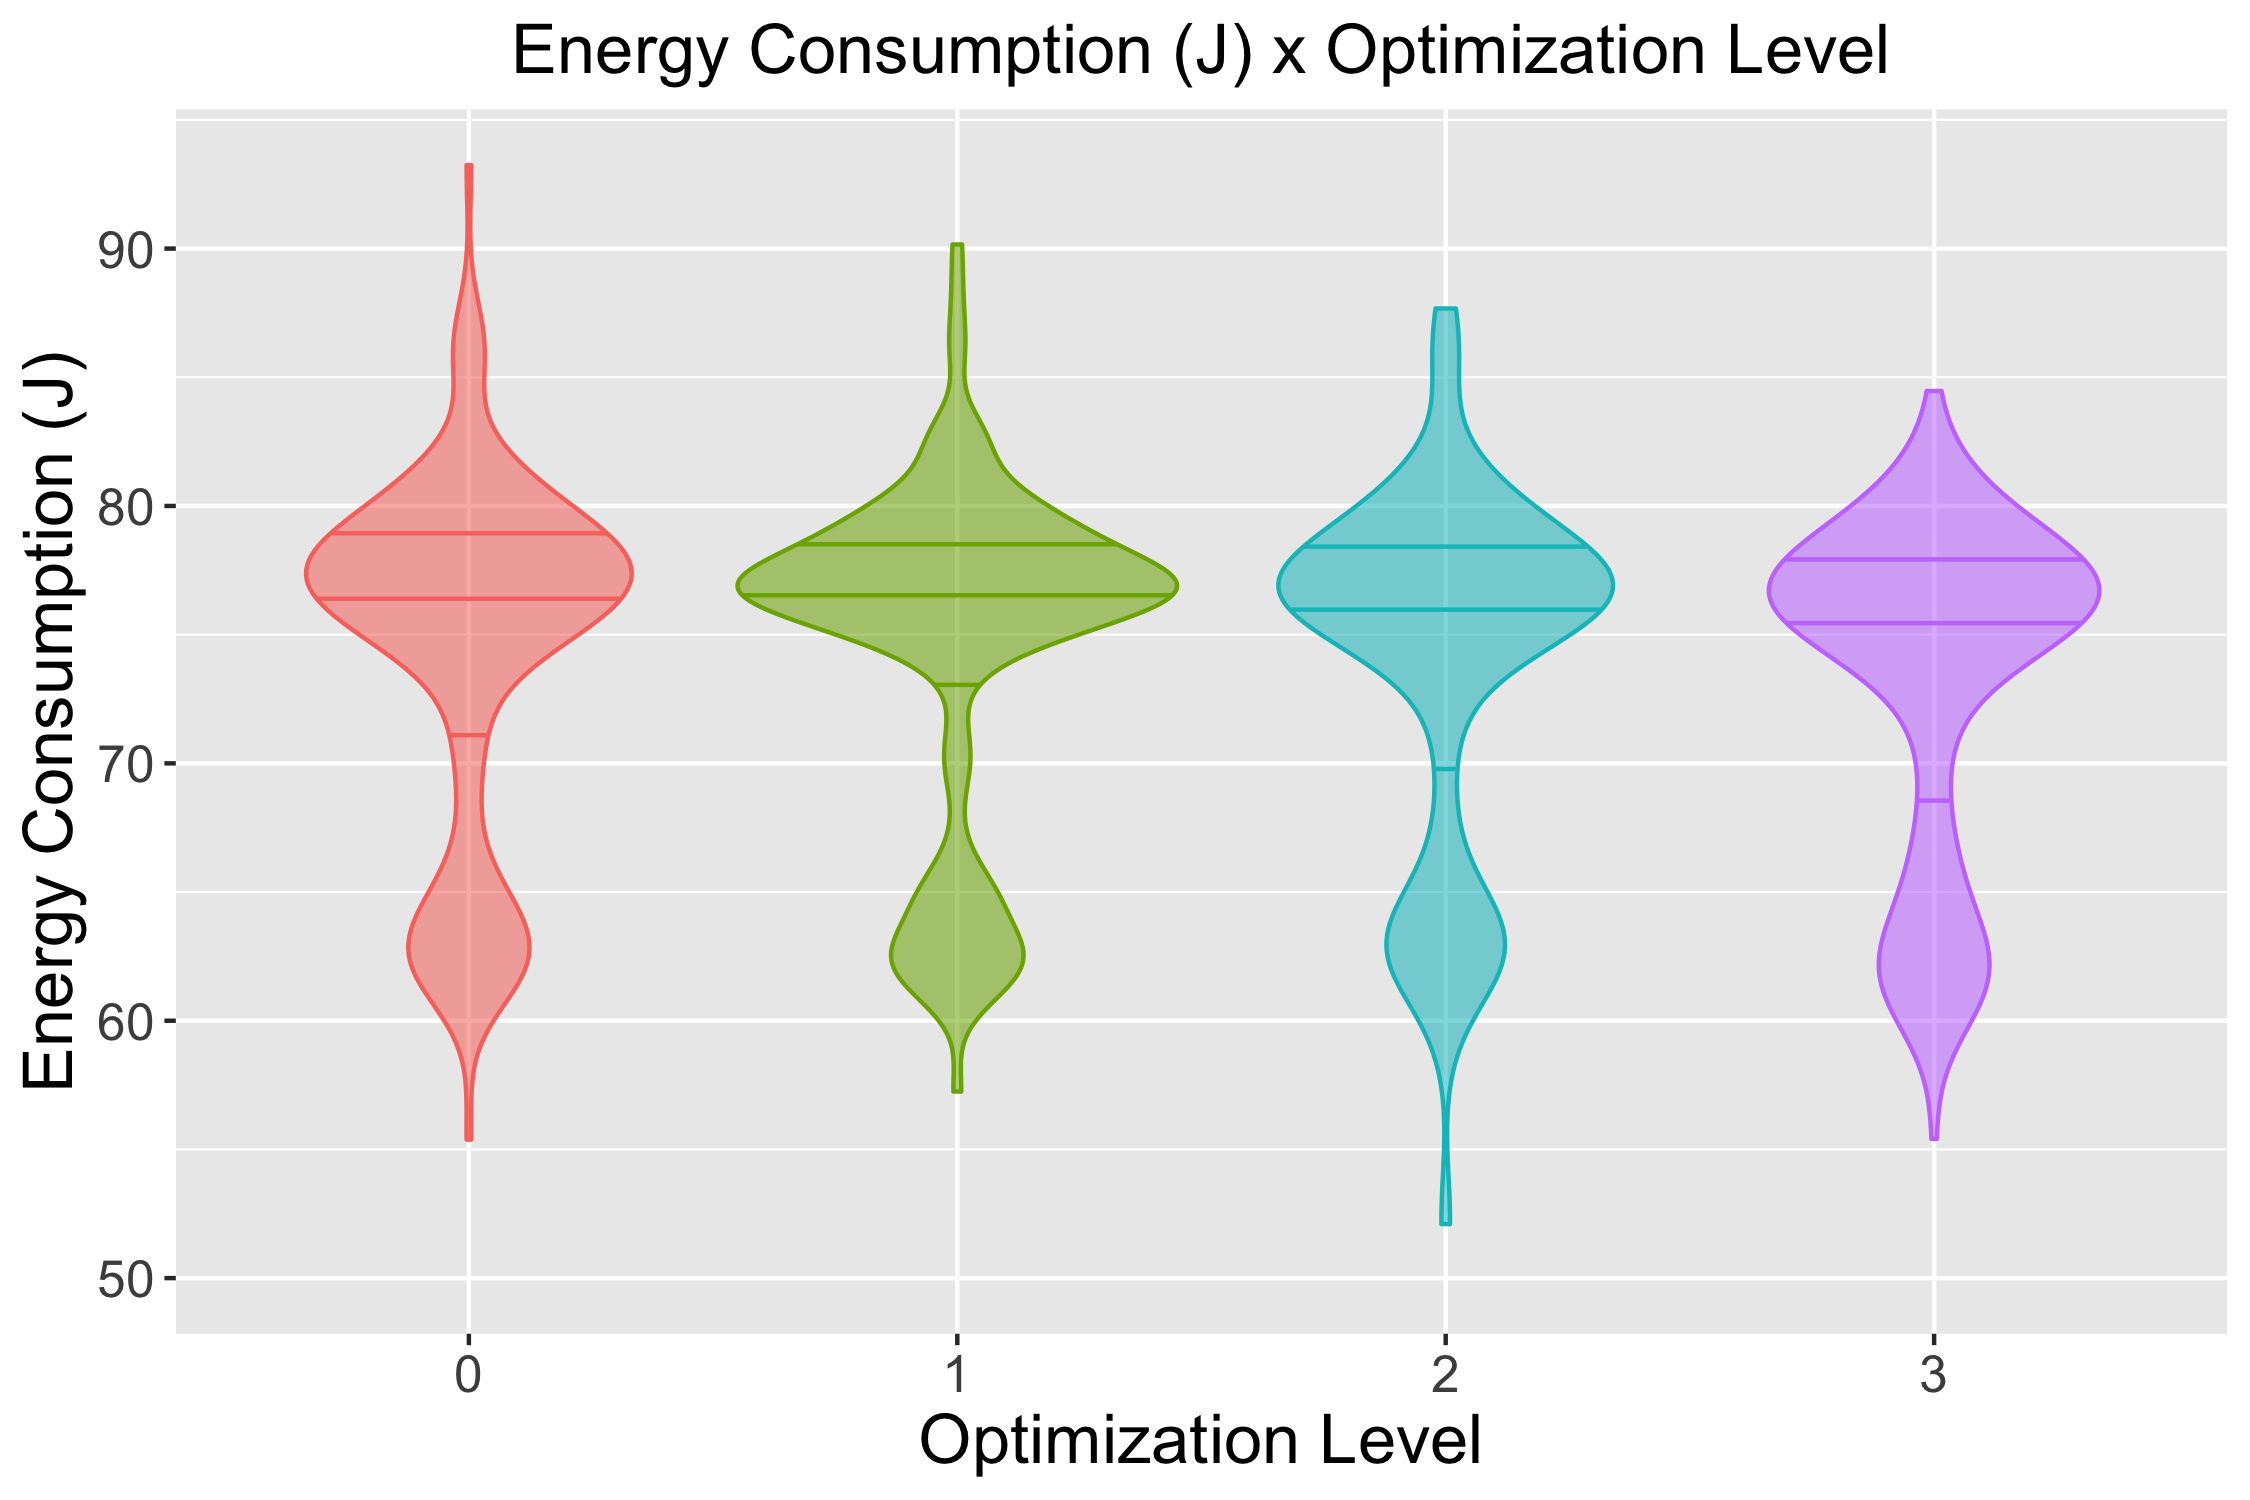 Energy Consumption (J) x Optimization Level
Energy Consumption (J)
90
80
70
60
50
0 1 2 3
Optimization Level